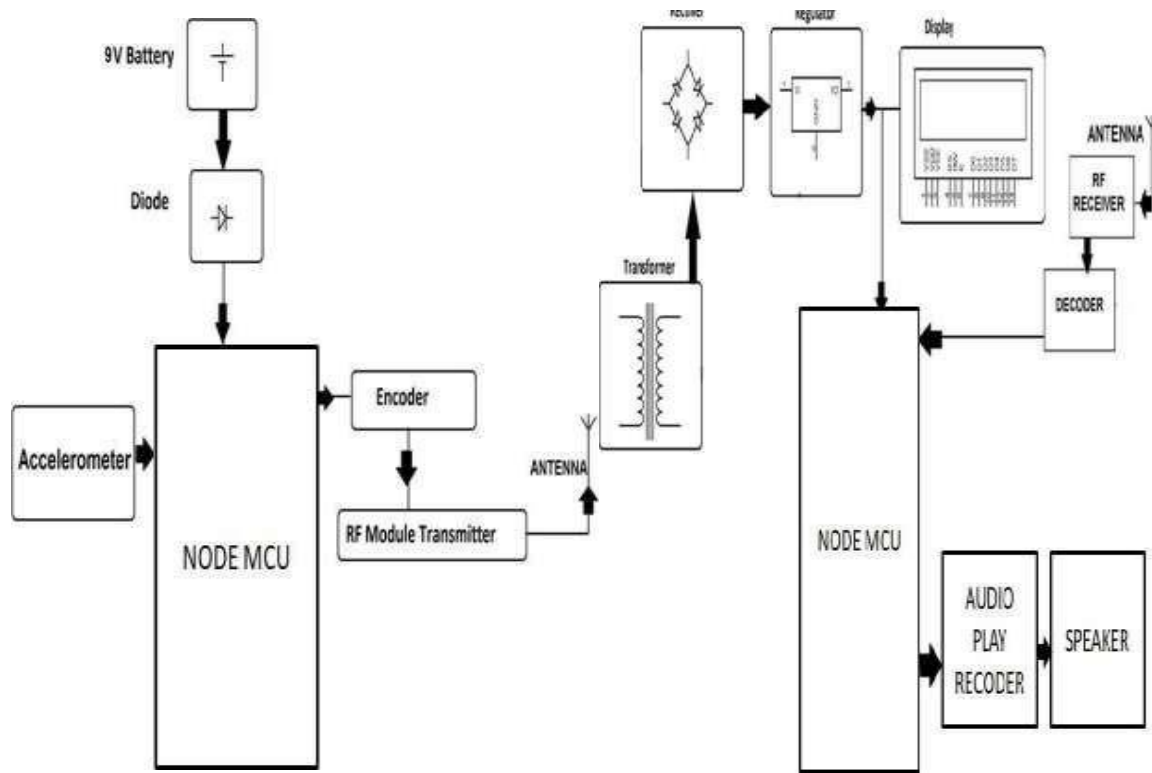 9V Battery
Diode
Accelerometer
NODE MCU
Encoder
RF Module Transmitter
ANTENNA
Transformer
Regulator
Display
ANTENNA
RF
RECEIVER
DECODER
NODE MCU
AUDIO
PLAY
RECODER
SPEAKER